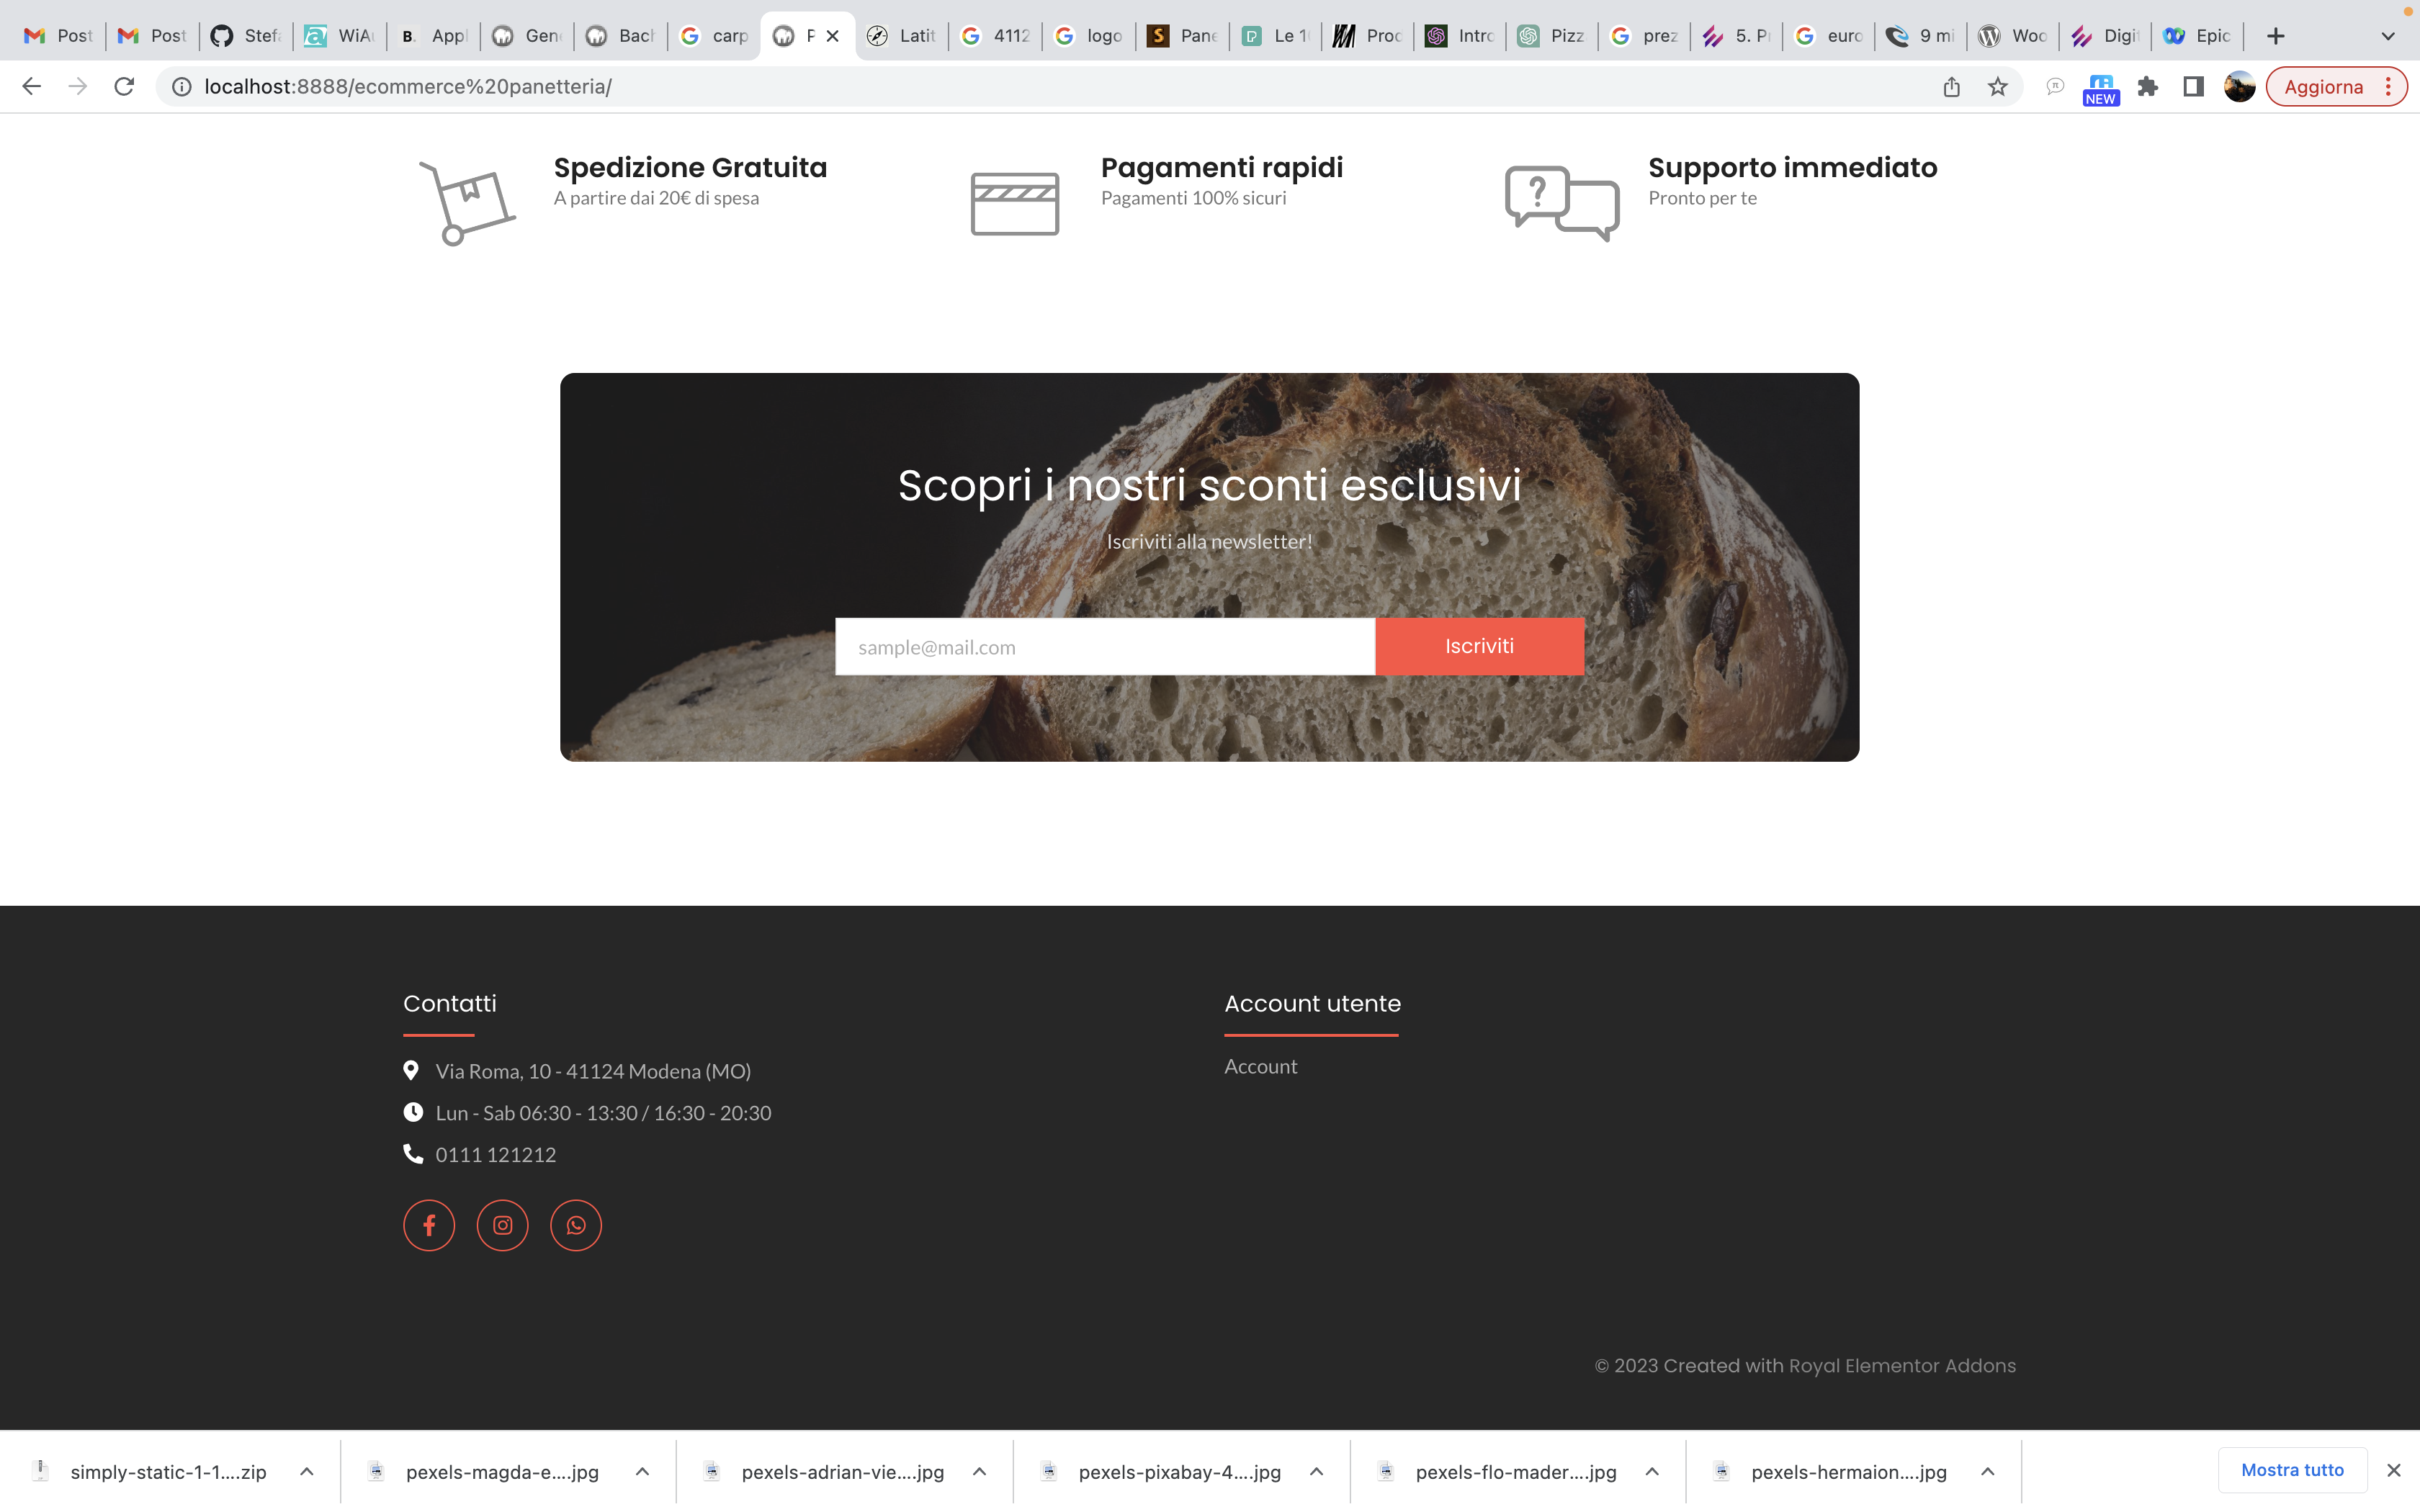 Post
Post
Stef
WiAu
B. Appl
Gen
Bach
carp
P
Latit
4112
logo
Pane
Le 1
Proc
Intro
Pizz
prez
5. P
euro
9 mi
Woo
Digi
Epic
localhost:8888/ecommerce%20panetteria/
NEW
Aggiorna
Spedizione Gratuita
A partire dai 20€ di spesa
Pagamenti rapidi
Pagamenti 100% sicuri
Supporto immediato
Pronto per te
Scopri i nostri sconti esclusivi
Iscriviti alla newsletter!
sample@mail.com
Iscriviti
Contatti
Via Roma, 10 - 41124 Modena (MO)
Lun - Sab 06:30 - 13:30 / 16:30 - 20:30
0111 121212
Account utente
Account
© 2023 Created with Royal Elementor Addons
simply-static-1-1....zip
pexels-magda-e....jpg
pexels-adrian-vie....jpg
pexels-pixabay-4....jpg
pexels-flo-mader....jpg
pexels-hermaion....jpg
Mostra tutto